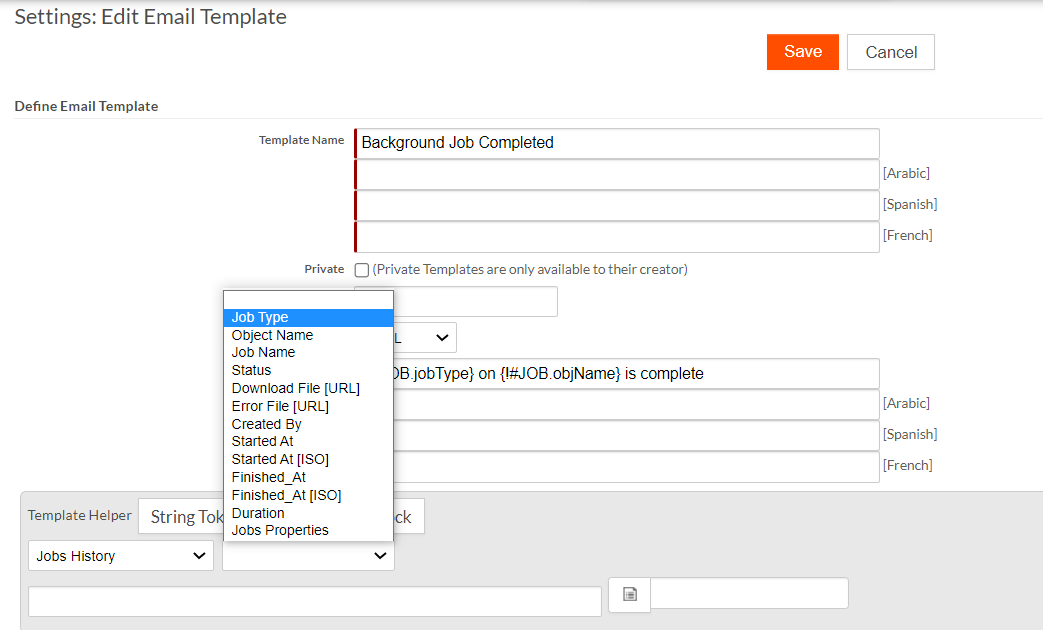 Settings: Edit Email Template
Save
Cancel
Define Email Template
Template Name
Background Job Completed
[Arabic]
[Spanish]
[French]
Private
(Private Templates are only available to their creator)
L
OB.jobType} on {!#JOB.objName} is complete
[Arabic]
[Spanish]
[French]
Job Type
Object Name
Job Name
Status
Download File [URL]
Error File [URL]
Created By
Started At
Started At [ISO]
Finished_At
Finished_At [ISO]
Duration
Jobs Properties
Template Helper
String Tok
ck
Jobs History